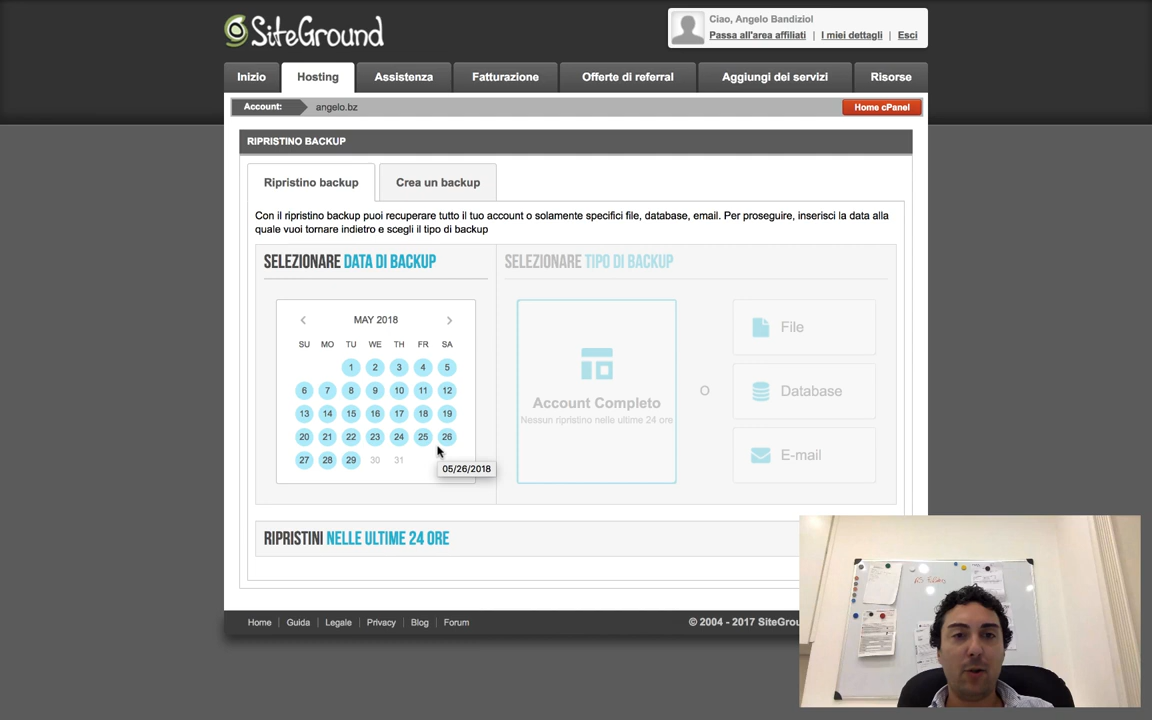 SiteGround
Ciao, Angelo Bandiziol
Passa all'area affiliati | I miei dettagli | Esci
Inizio
Hosting
Assistenza
Fatturazione
Offerte di referral
Aggiungi dei servizi
Risorse
Account:
angelo.bz
Home cPanel
RIPRISTINO BACKUP
Ripristino backup
Crea un backup
Con il ripristino backup puoi recuperare tutto il tuo account o solamente specifici file, database, email. Per proseguire, inserisci la data alla
quale vuoi tornare indietro e scegli il tipo di backup
SELEZIONARE DATA DI BACKUP
MAY 2018
SU MO TU WE TH FR SA
1 2 3 4 5
6 7 8 9 10 11 12
13 14 15 16 17 18 19
20 21 22 23 24 25 26
27 28 29 30 31
05/26/2018
SELEZIONARE TIPO DI BACKUP
Account Completo
Nessun ripristino nelle ultime 24 ore
O
File
Database
E-mail
RIPRISTINI NELLE ULTIME 24 ORE
Home | Guida | Legale | Privacy | Blog | Forum
© 2004 - 2017 SiteGrou